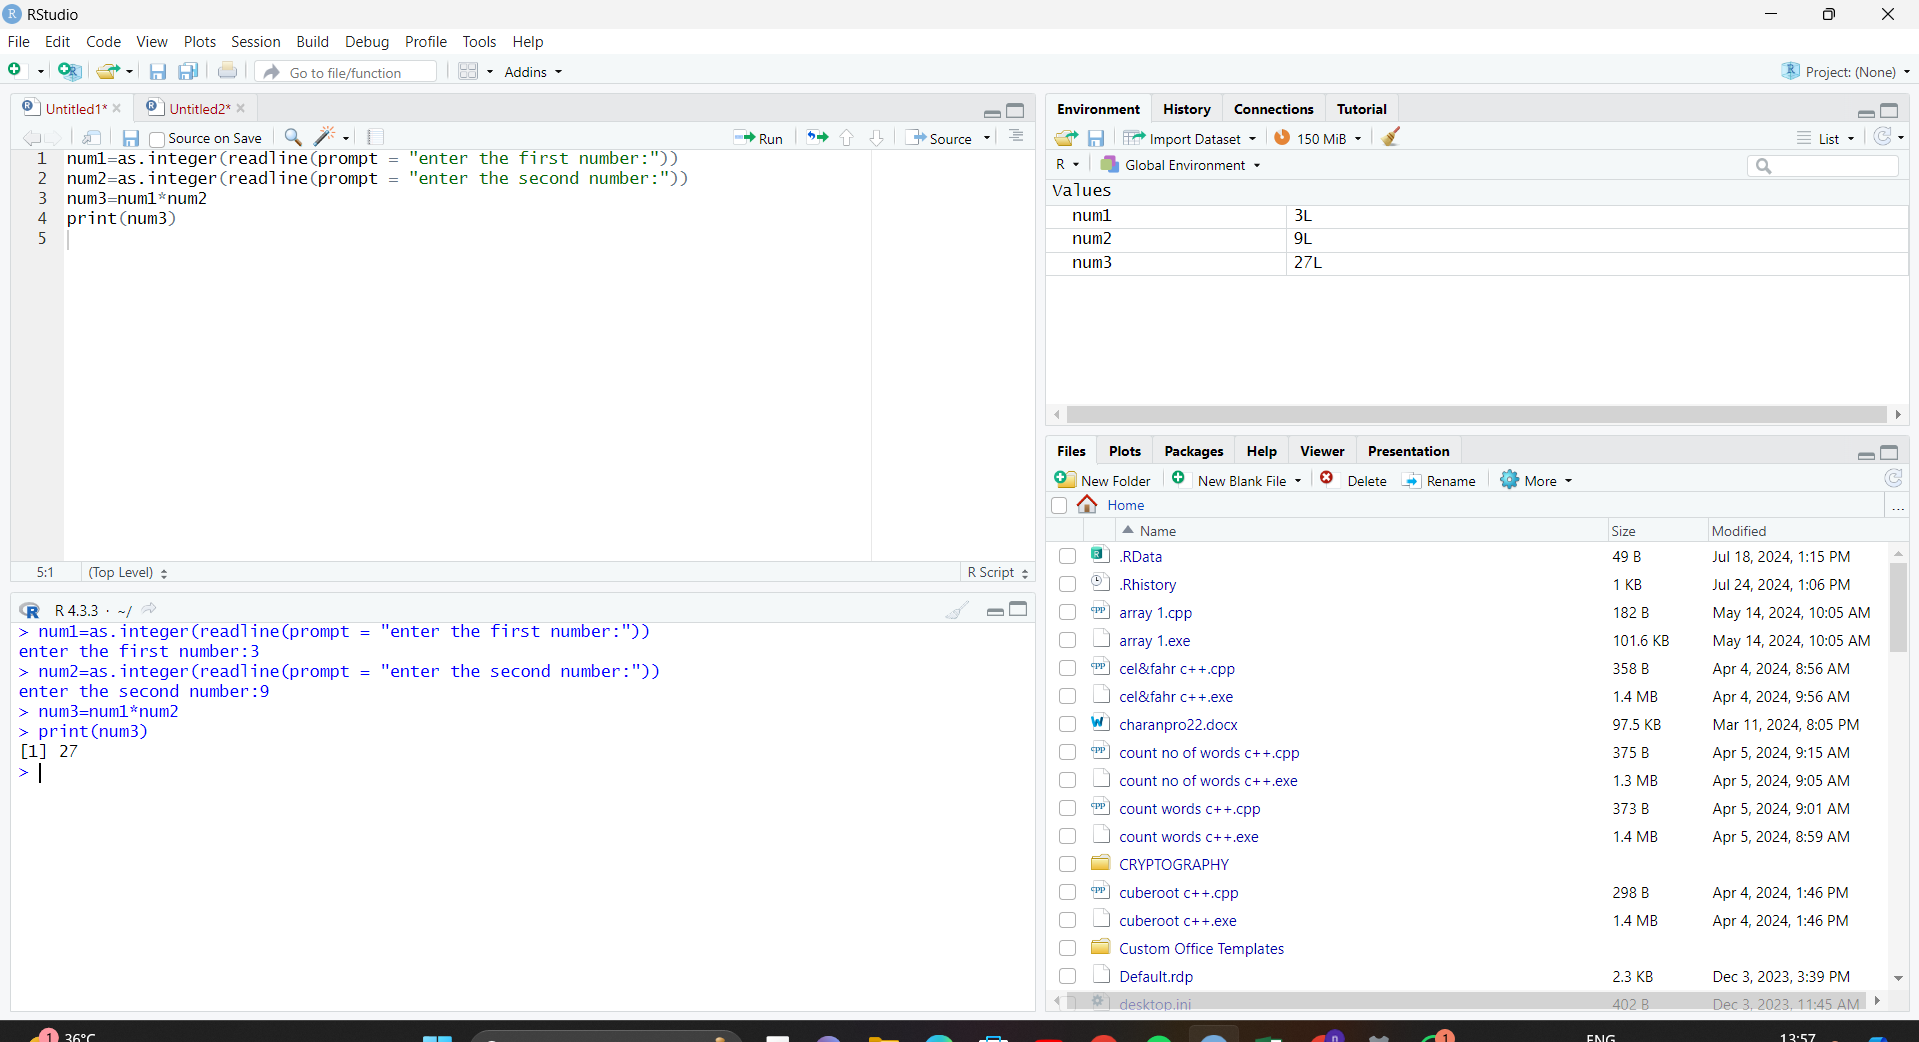 RStudio
File Edit Code View Plots Session Build Debug Profile Tools Help
Go to file/function Addins Project: (None)
Untitled1* Untitled2*
Source on Save Run Source
1 num1=as.integer(readline(prompt = "enter the first number:"))
2 num2=as.integer(readline(prompt = "enter the second number:"))
3 num3=num1*num2
4 print(num3)
5
5:1 (Top Level) R Script
R 4.3.3 · ~/
> num1=as.integer(readline(prompt = "enter the first number:"))
enter the first number:3
> num2=as.integer(readline(prompt = "enter the second number:"))
enter the second number:9
> num3=num1*num2
> print(num3)
[1] 27
>
Environment History Connections Tutorial
Import Dataset 150 MiB List
R Global Environment
Values
num1 3L
num2 9L
num3 27L
Files Plots Packages Help Viewer Presentation
New Folder New Blank File Delete Rename More
Home ...
Name Size Modified
.RData 49 B Jul 18, 2024, 1:15 PM
.Rhistory 1 KB Jul 24, 2024, 1:06 PM
array 1.cpp 182 B May 14, 2024, 10:05 AM
array 1.exe 101.6 KB May 14, 2024, 10:05 AM
cel&fahr c++.cpp 358 B Apr 4, 2024, 8:56 AM
cel&fahr c++.exe 1.4 MB Apr 4, 2024, 9:56 AM
charanpro22.docx 97.5 KB Mar 11, 2024, 8:05 PM
count no of words c++.cpp 375 B Apr 5, 2024, 9:15 AM
count no of words c++.exe 1.3 MB Apr 5, 2024, 9:05 AM
count words c++.cpp 373 B Apr 5, 2024, 9:01 AM
count words c++.exe 1.4 MB Apr 5, 2024, 8:59 AM
CRYPTOGRAPHY
cuberoot c++.cpp 298 B Apr 4, 2024, 1:46 PM
cuberoot c++.exe 1.4 MB Apr 4, 2024, 1:46 PM
Custom Office Templates
Default.rdp 2.3 KB Dec 3, 2023, 3:39 PM
desktop.ini 402 B Dec 3, 2023, 11:45 AM
1 36°C n 1 ENG 13:57